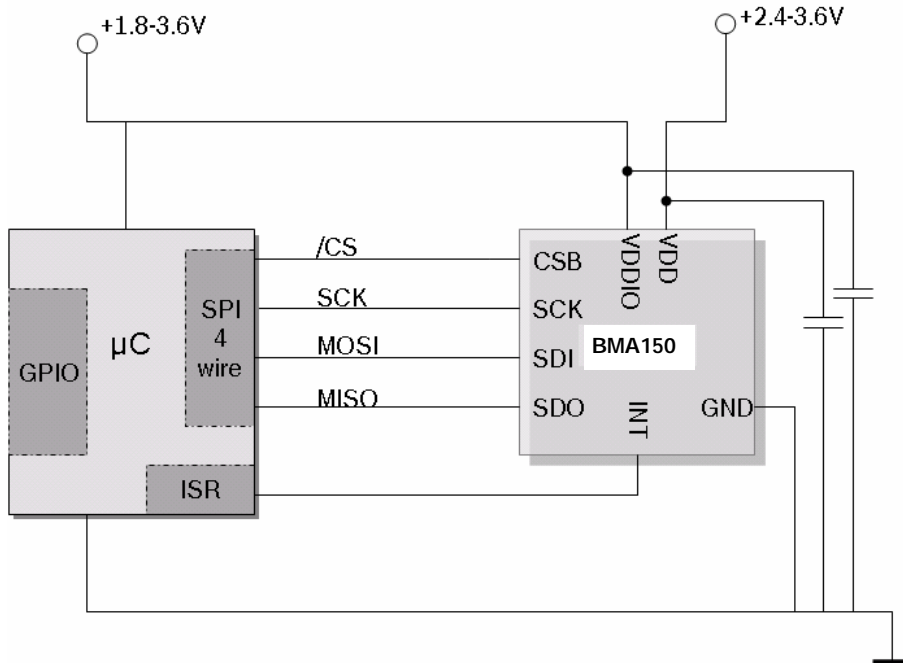 +1.8-3.6V
+2.4-3.6V
/CS
SCK
MOSI
MISO
GPIO
µC
SPI
4
wire
ISR
CSB
SCK
SDI
SDO
VDDIO
VDD
BMA150
INT
GND